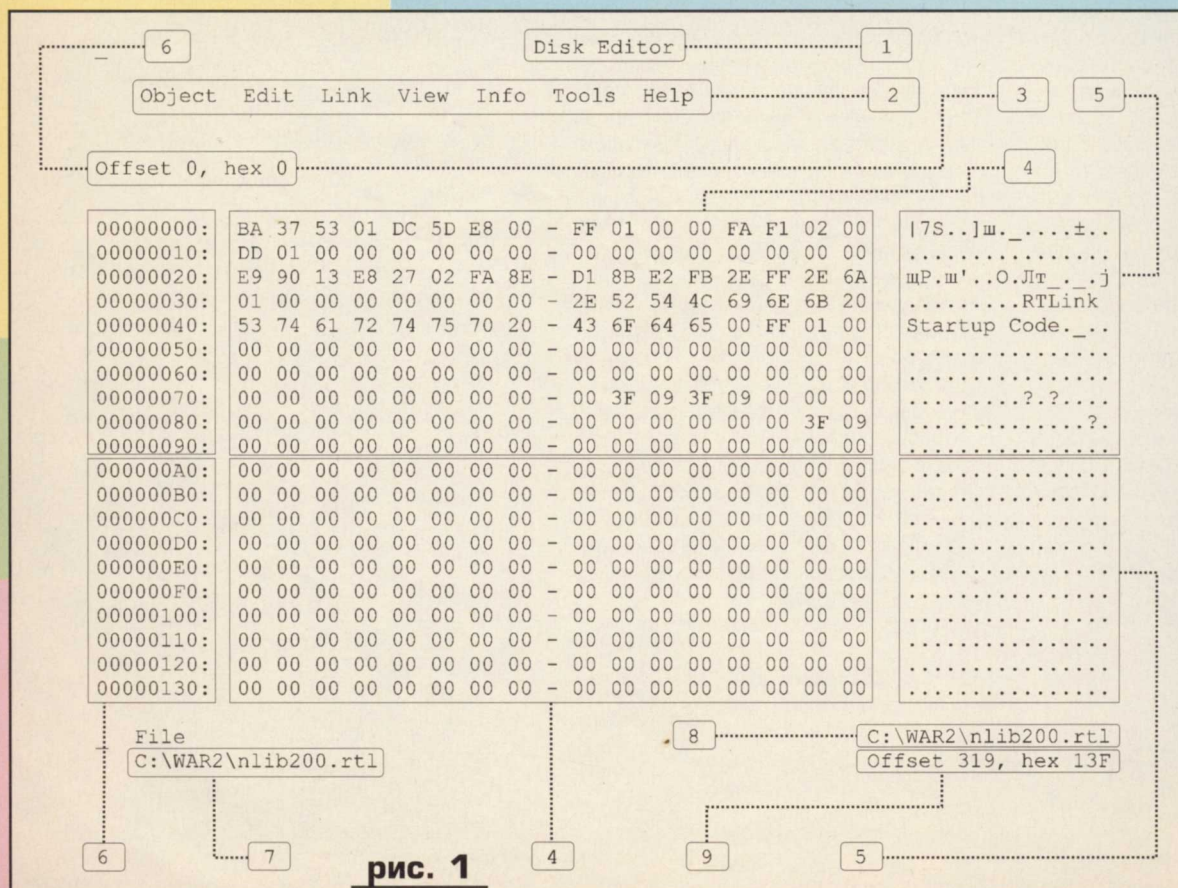 6 Disk Editor 1
Object Edit Link View Info Tools Help 2 3 5
Offset 0, hex 0 4
00000000: BA 37 53 01 DC 5D E8 00 - FF 01 00 00 FA F1 02 00 |7S..]ш._....±..
00000010: DD 01 00 00 00 00 00 00 - 00 00 00 00 00 00 00 00 ................
00000020: E9 90 13 E8 27 02 FA 8E - D1 8B E2 FB 2E FF 2E 6A щР.ш'..О.Лт_._.j
00000030: 01 00 00 00 00 00 00 00 - 2E 52 54 4C 69 6E 6B 20 .........RTLink
00000040: 53 74 61 72 74 75 70 20 - 43 6F 64 65 00 FF 01 00 Startup Code._..
00000050: 00 00 00 00 00 00 00 00 - 00 00 00 00 00 00 00 00 ................
00000060: 00 00 00 00 00 00 00 00 - 00 00 00 00 00 00 00 00 ................
00000070: 00 00 00 00 00 00 00 00 - 00 3F 09 3F 09 00 00 00 .........?.?....
00000080: 00 00 00 00 00 00 00 00 - 00 00 00 00 00 00 3F 09 ..............?.
00000090: 00 00 00 00 00 00 00 00 - 00 00 00 00 00 00 00 00 ................
000000A0: 00 00 00 00 00 00 00 00 - 00 00 00 00 00 00 00 00 ................
000000B0: 00 00 00 00 00 00 00 00 - 00 00 00 00 00 00 00 00 ................
000000C0: 00 00 00 00 00 00 00 00 - 00 00 00 00 00 00 00 00 ................
000000D0: 00 00 00 00 00 00 00 00 - 00 00 00 00 00 00 00 00 ................
000000E0: 00 00 00 00 00 00 00 00 - 00 00 00 00 00 00 00 00 ................
000000F0: 00 00 00 00 00 00 00 00 - 00 00 00 00 00 00 00 00 ................
00000100: 00 00 00 00 00 00 00 00 - 00 00 00 00 00 00 00 00 ................
00000110: 00 00 00 00 00 00 00 00 - 00 00 00 00 00 00 00 00 ................
00000120: 00 00 00 00 00 00 00 00 - 00 00 00 00 00 00 00 00 ................
00000130: 00 00 00 00 00 00 00 00 - 00 00 00 00 00 00 00 00 ................
File 8 C:\WAR2\nlib200.rtl
C:\WAR2\nlib200.rtl Offset 319, hex 13F
6 7 4 9 5
рис. 1